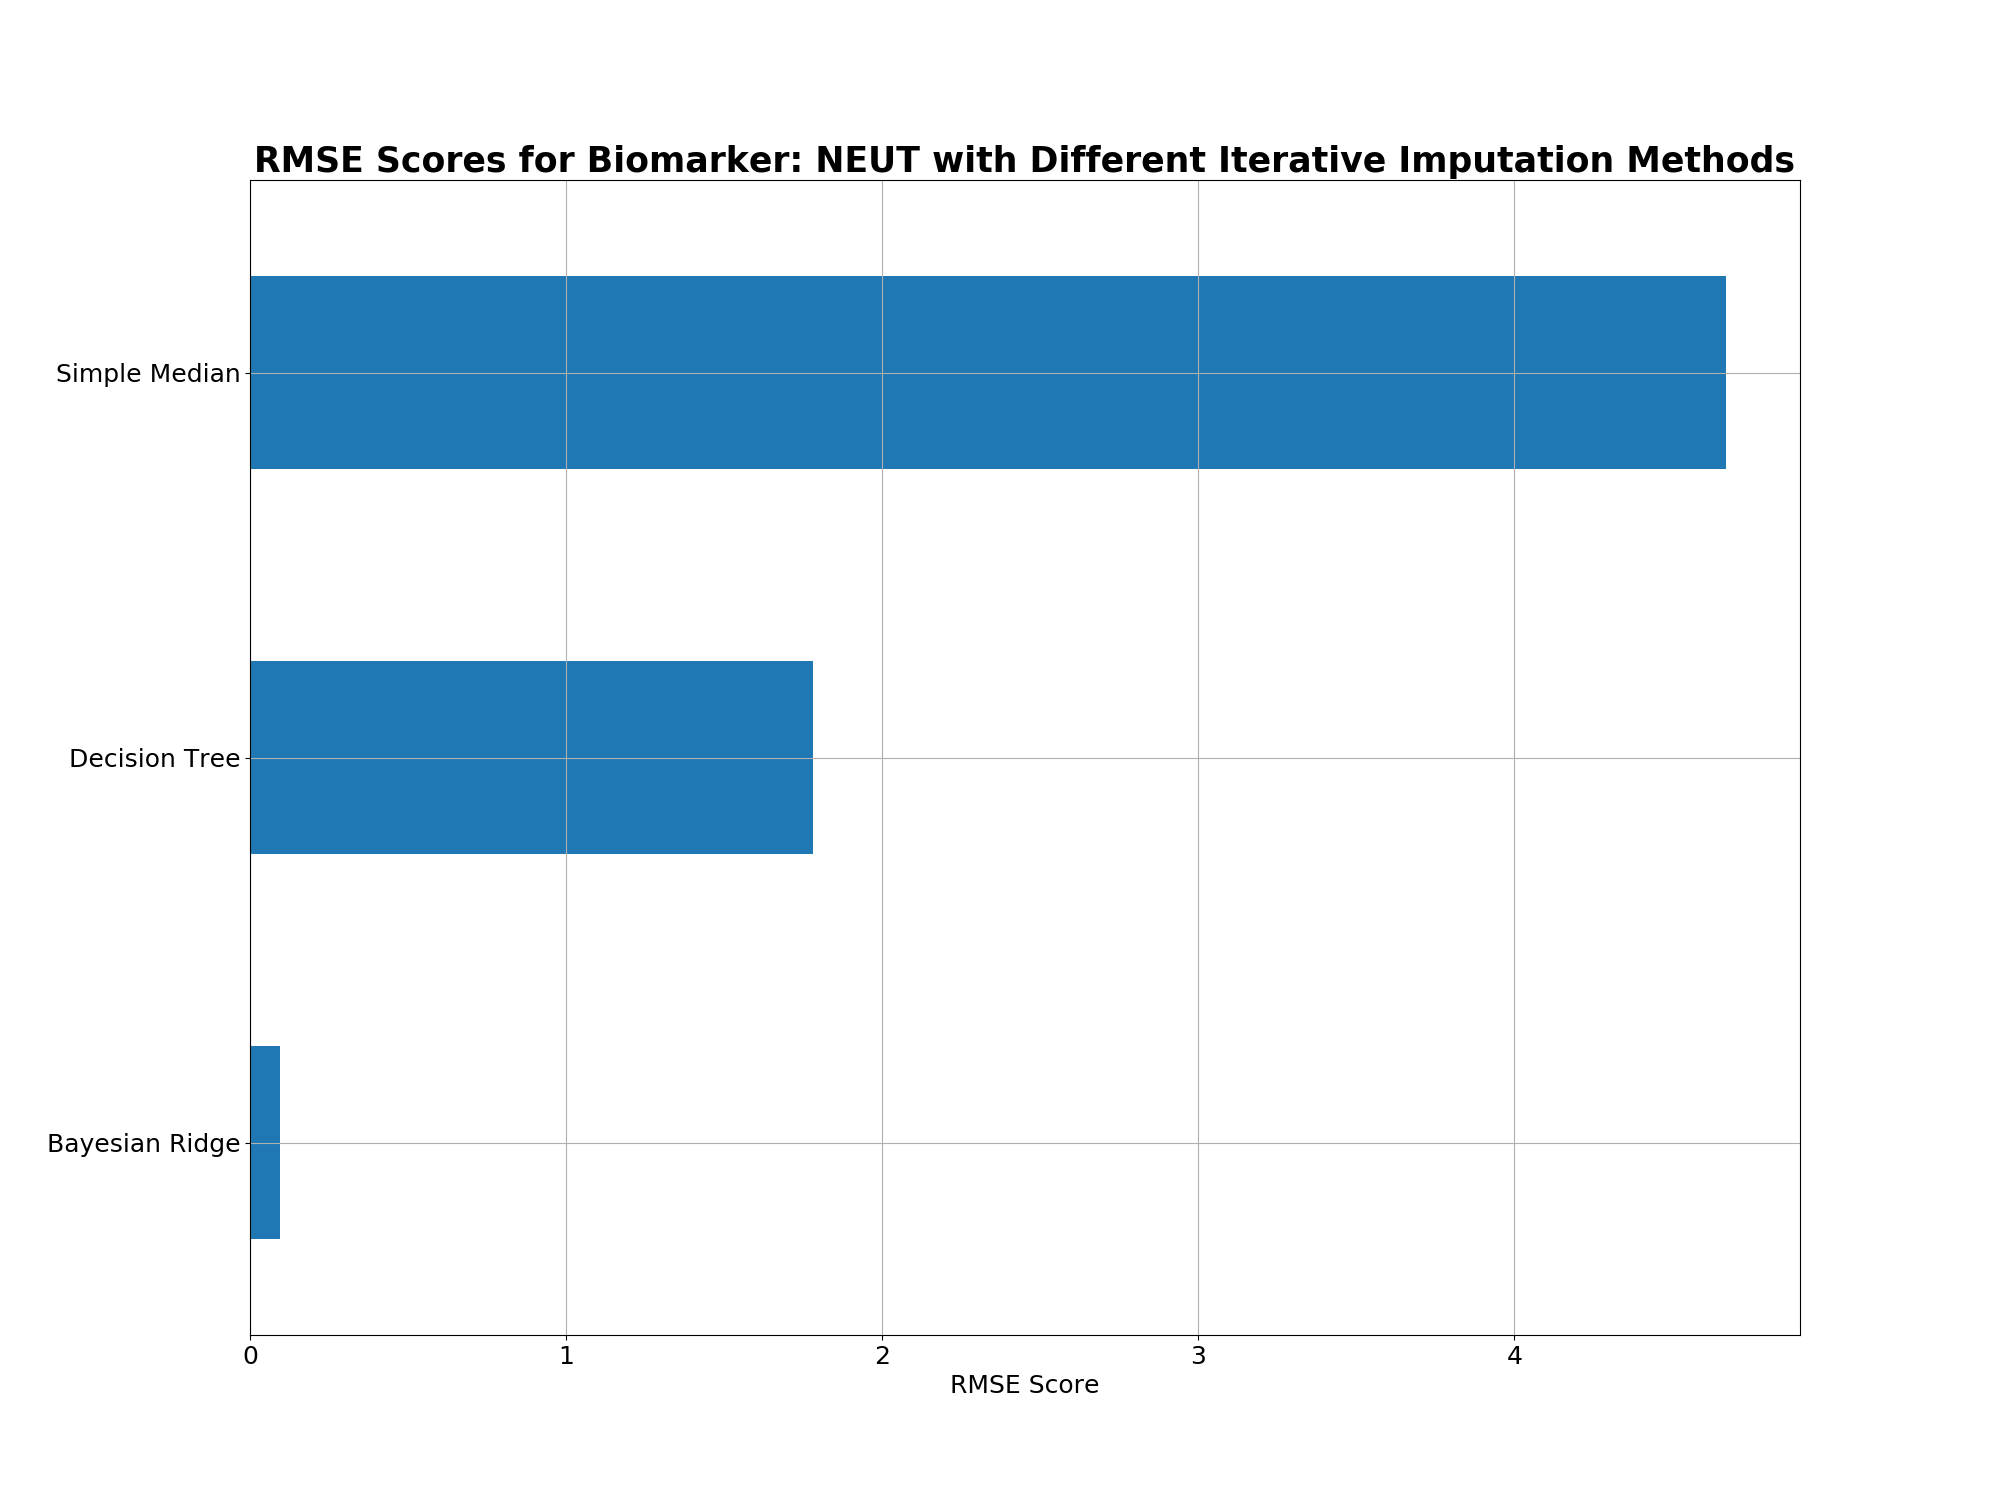 RMSE Scores for Biomarker: NEUT with Different Iterative Imputation Methods
Simple Median
Decision Tree
Bayesian Ridge
0 1 2 3 4
RMSE Score